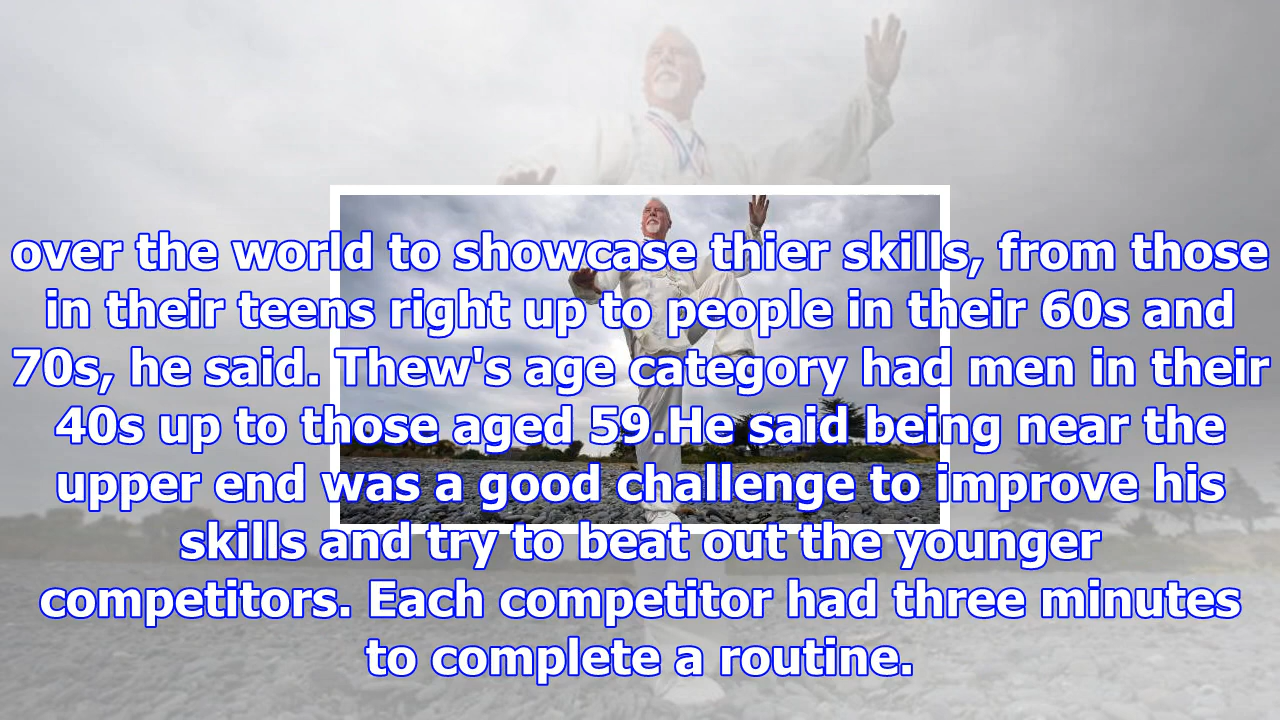 over the world to showcase thier skills, from those
in their teens right up to people in their 60s and
70s, he said. Thew's age category had men in their
40s up to those aged 59.He said being near the
upper end was a good challenge to improve his
skills and try to beat out the younger
competitors. Each competitor had three minutes
to complete a routine.